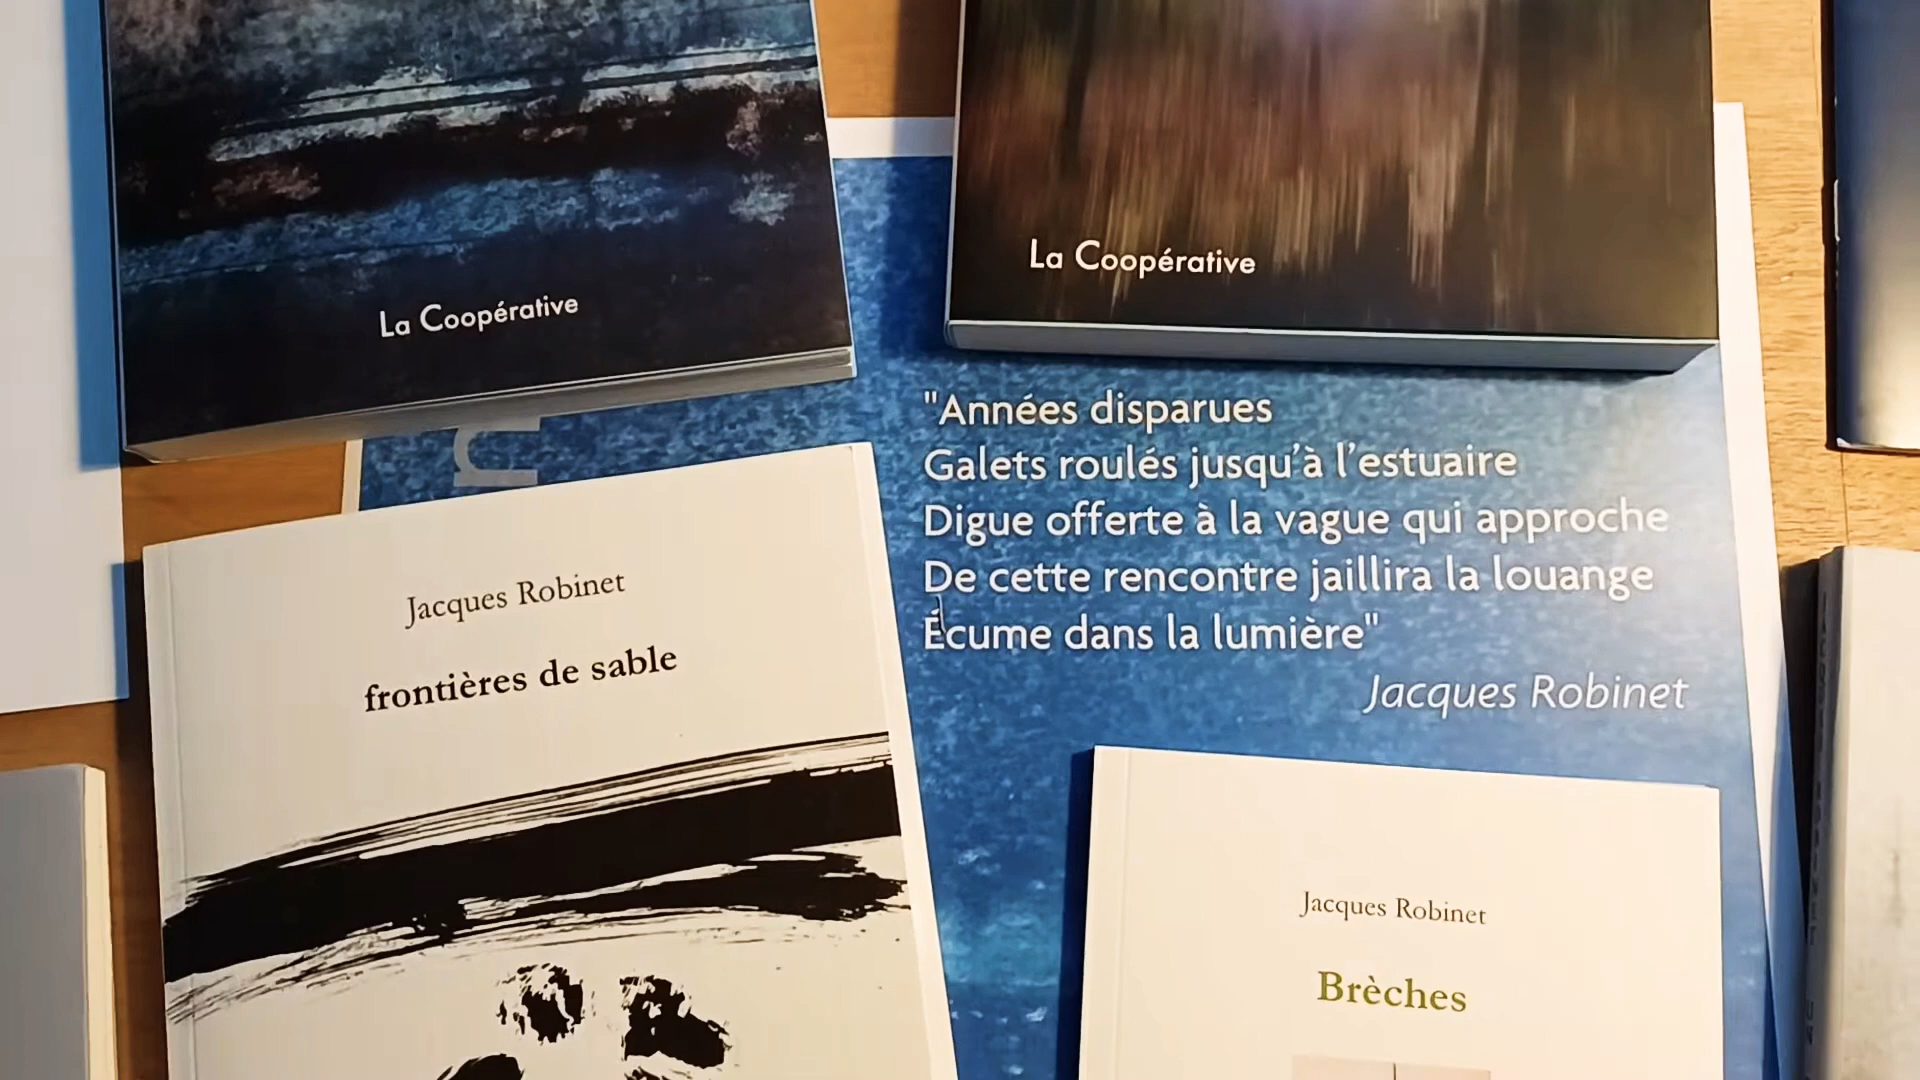 La Coopérative
La Coopérative
"Années disparues
Galets roulés jusqu'à l'estuaire
Digue offerte à la vague qui approche
De cette rencontre jaillira la louange
Écume dans la lumière"
Jacques Robinet
Jacques Robinet
frontières de sable
Jacques Robinet
Brèches